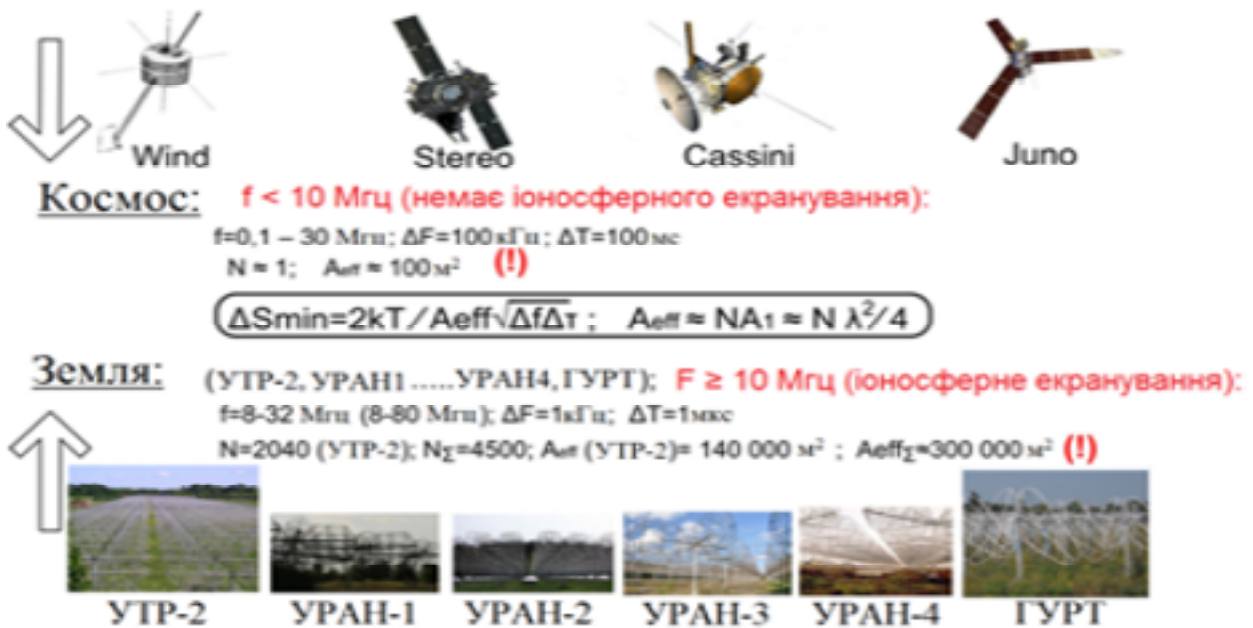 Wind Stereo Cassini Juno
Космос: f < 10 Мгц (немає іоносферного екранування):
f=0,1 – 30 Мгц; ΔF=100кГц; ΔT=100мс
N ≈ 1; Aeff ≈ 100м² (!)
ΔSmin=2kT/Aeff√ΔfΔτ ; Aeff ≈ NA₁ ≈ N λ²/4
Земля: (УТР-2, УРАН1.....УРАН4, ГУРТ); F ≥ 10 Мгц (іоносферне екранування):
f=8-32 Мгц (8-80 Мгц); ΔF=1кГц; ΔT=1мкс
N=2040 (УТР-2); NΣ=4500; Aeff (УТР-2)= 140 000 м² ; AeffΣ≈300 000 м² (!)
УТР-2 УРАН-1 УРАН-2 УРАН-3 УРАН-4 ГУРТ